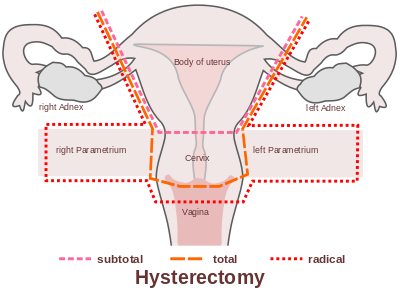 Body of uterus
right Adnex
left Adnex
right Parametrium
left Parametrium
Cervix
Vagina
subtotal
total
radical
Hysterectomy